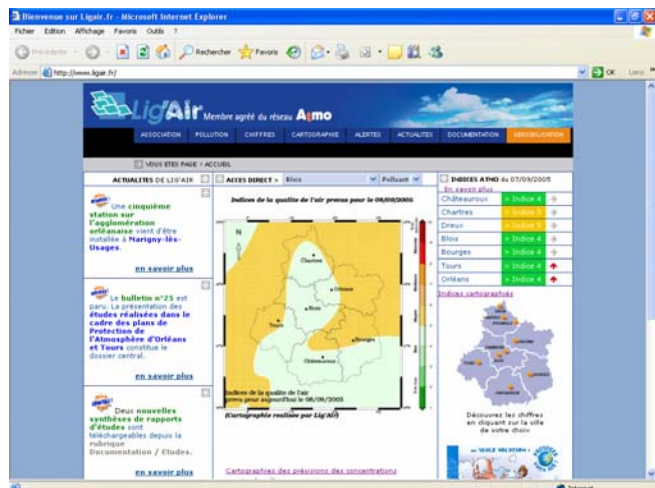 Bienvenue sur Ligair.fr - Microsoft Internet Explorer
Fichier Edition Affichage Favoris Outils ?
Rechercher Favoris
Adresse http://www.ligair.fr/ OK Liens
Lig'Air Membre agréé du réseau Atmo
ASSOCIATION POLLUTION CHIFFRES CARTOGRAPHIE ALERTES ACTUALITES DOCUMENTATION SENSIBILISATION
VOUS ETES PAGE > ACCUEIL
ACTUALITES DE LIG'AIR
Une cinquième
station sur
l'agglomération
orléanaise vient d'être
installée à Marigny-lès-
Usages.
en savoir plus
Le bulletin n°25 est
paru. La présentation des
études réalisées dans le
cadre des plans de
Protection de
l'Atmosphère d'Orléans
et Tours constitue le
dossier central.
en savoir plus
Deux nouvelles
synthèses de rapports
d'études sont
téléchargeables depuis la
rubrique
Documentation / Etudes.
en savoir plus
ACCES DIRECT > Blois Polluant
Indices de la qualite de l'air prevus pour le 08/09/2005
N
Chartres
Orléans
Blois
Tours
Bourges
Châteauroux
Indices de la qualite de l'air
prevus pour aujourd'hui le 08/09/2005
(Cartographie realisee par Lig'Air)
Cartographies des prévisions des concentrations
INDICES ATMO du 07/09/2005
En savoir plus
Châteauroux > Indice 4
Chartres > Indice 5
Dreux > Indice 5
Blois > Indice 4
Bourges > Indice 4
Tours > Indice 4
Orléans > Indice 4
Indices cartographiés
Découvrez les chiffres
en cliquant sur la ville
de votre choix
Internet